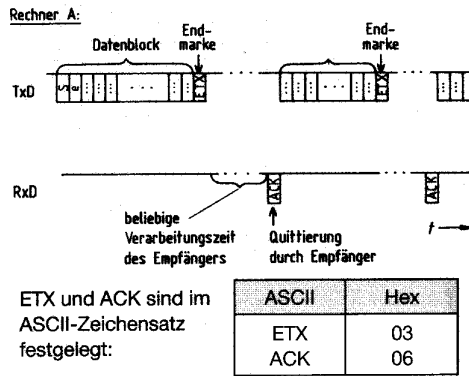 Rechner A:
Datenblock
End-
marke
End-
marke
TxD
S e ... ETX
ETX
RxD
ACK
ACK
beliebige
Verarbeitungszeit
des Empfängers
Quittierung
durch Empfänger
t
ETX und ACK sind im
ASCII-Zeichensatz
festgelegt:
ASCII Hex
ETX 03
ACK 06